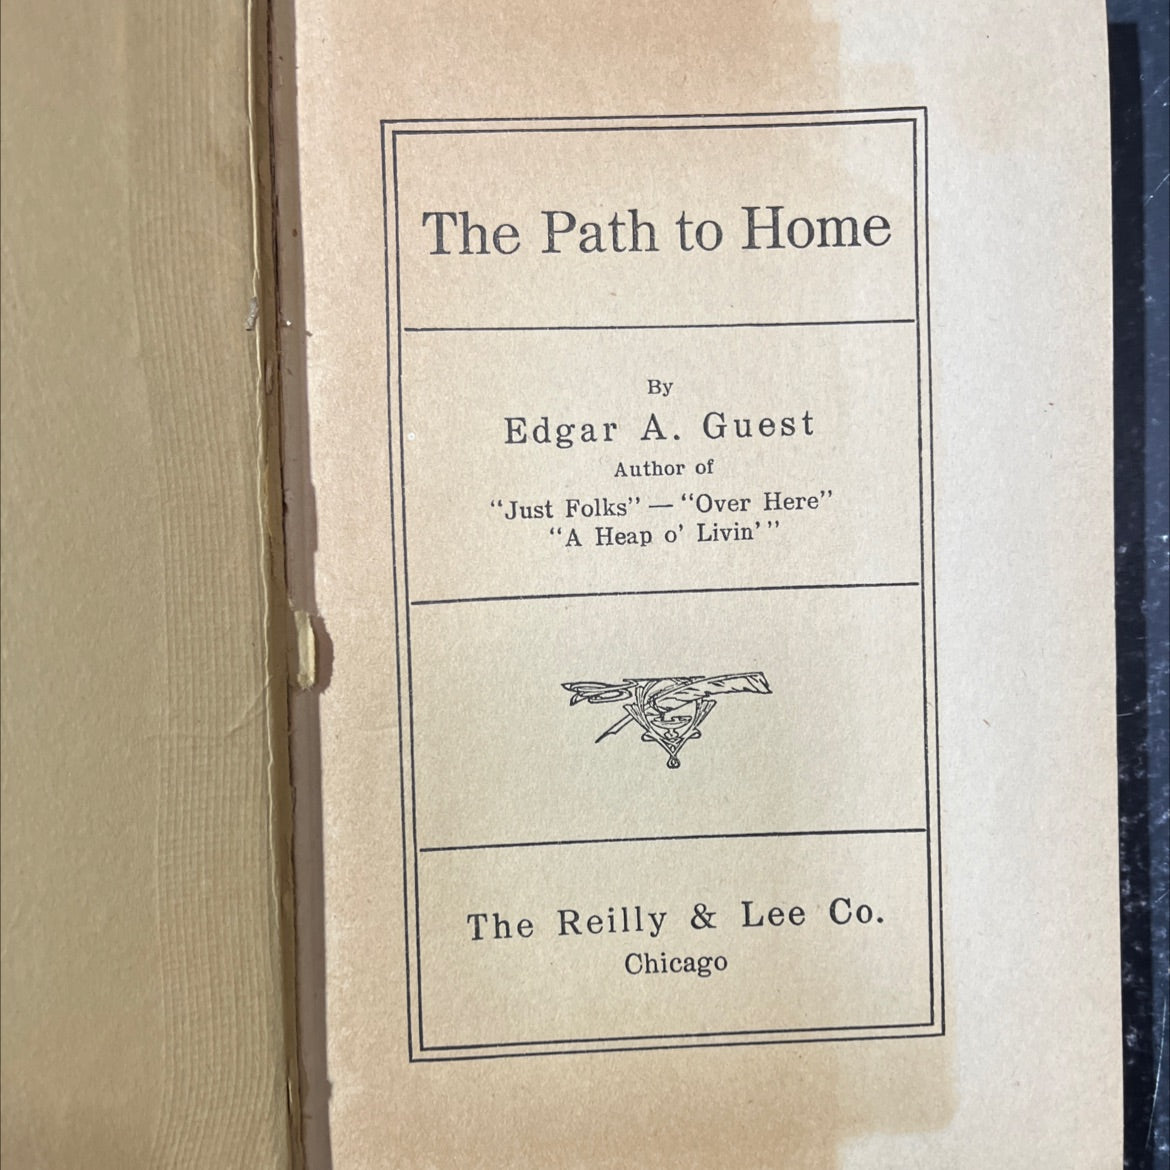 The Path to Home
By
Edgar A. Guest
Author of
“Just Folks” — “Over Here”
“A Heap o’ Livin’”
The Reilly & Lee Co.
Chicago